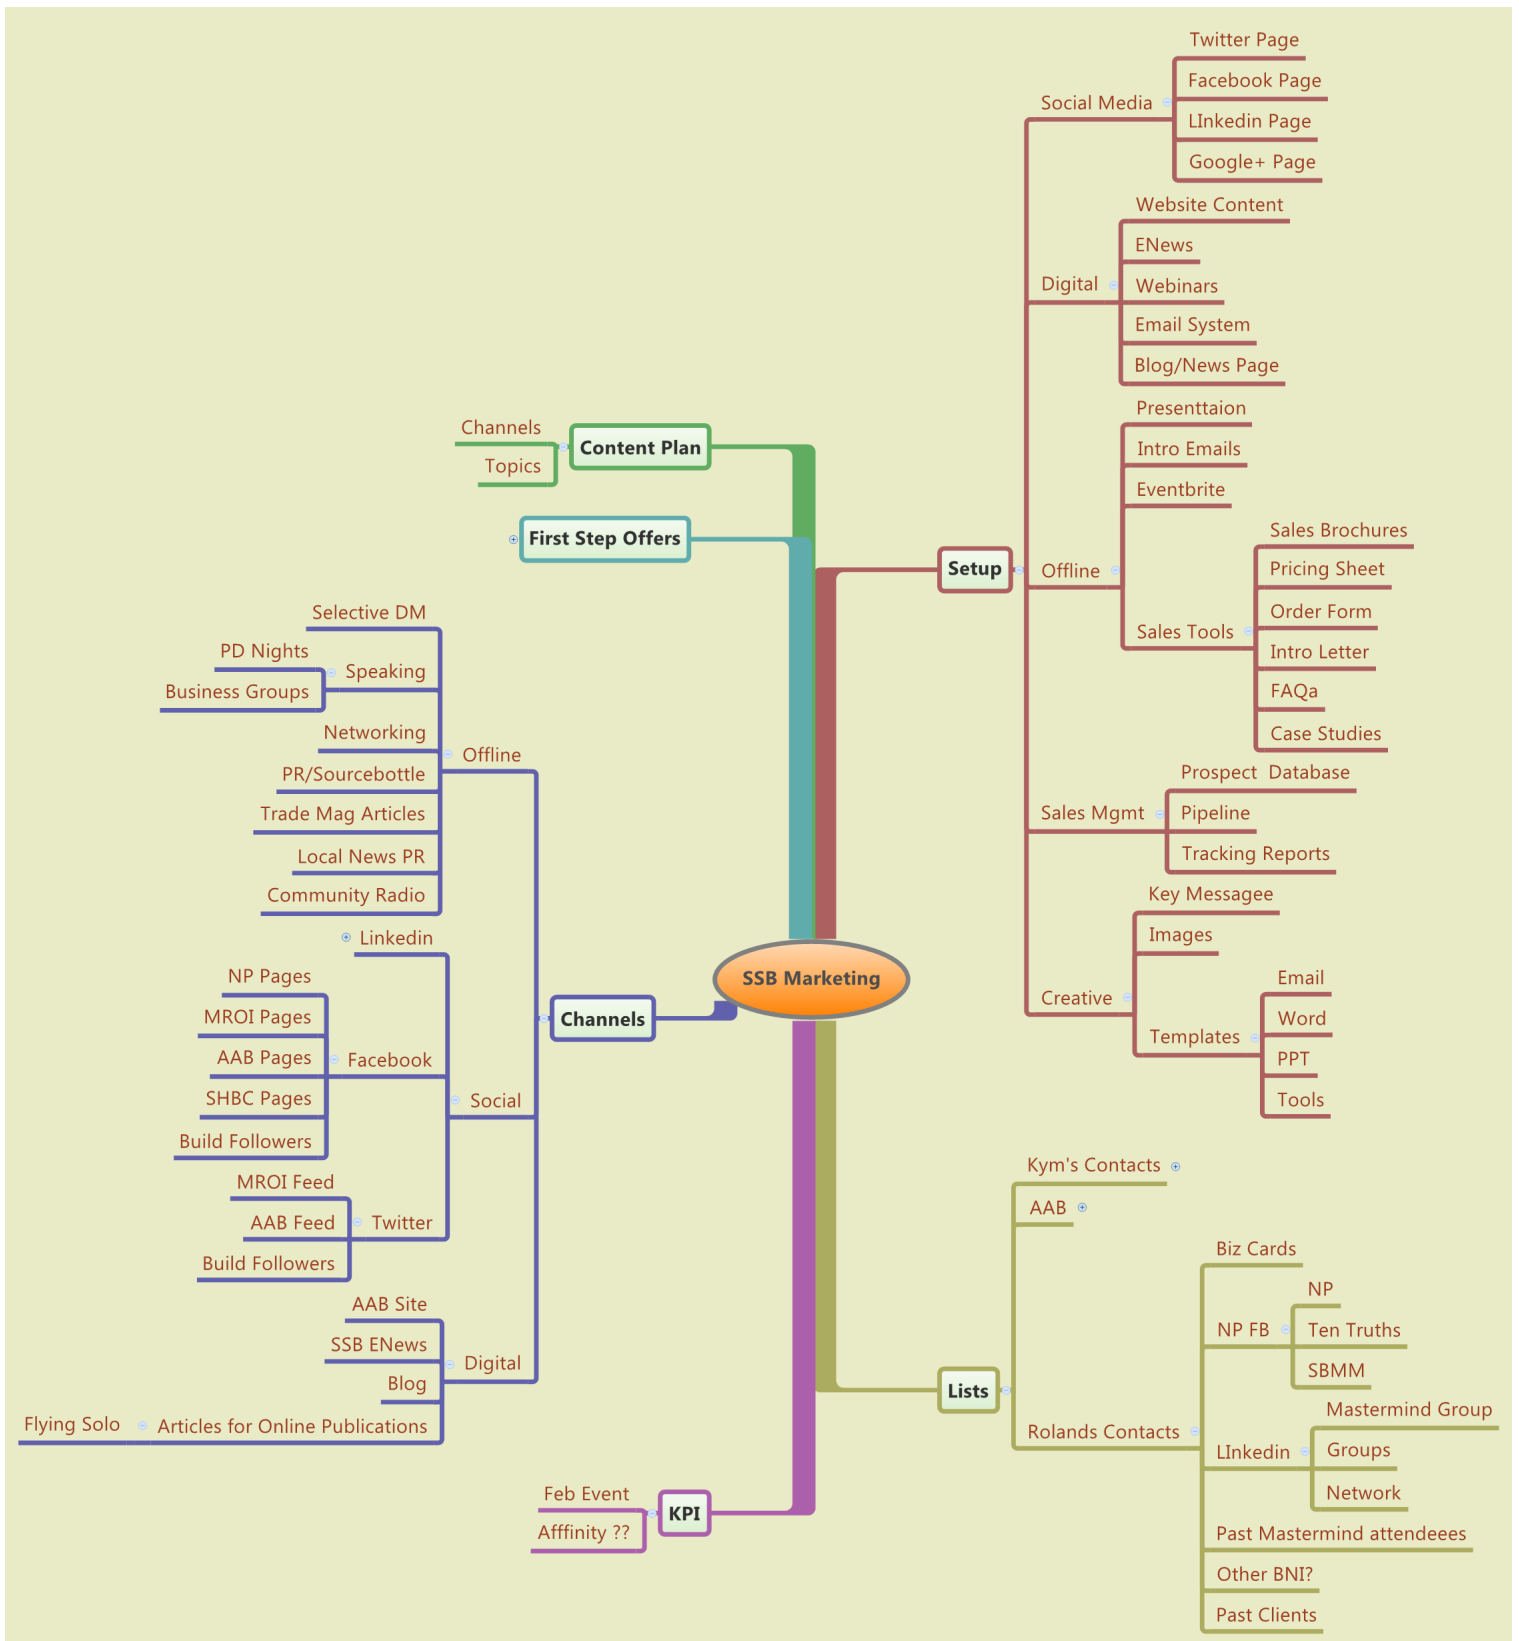 SSB Marketing
Setup
Social Media
Twitter Page
Facebook Page
LInkedin Page
Google+ Page
Digital
Website Content
ENews
Webinars
Email System
Blog/News Page
Offline
Presenttaion
Intro Emails
Eventbrite
Sales Tools
Sales Brochures
Pricing Sheet
Order Form
Intro Letter
FAQa
Case Studies
Sales Mgmt
Prospect  Database
Pipeline
Tracking Reports
Creative
Key Messagee
Images
Templates
Email
Word
PPT
Tools
Lists
Kym's Contacts
AAB
Rolands Contacts
Biz Cards
NP FB
NP
Ten Truths
SBMM
LInkedin
Mastermind Group
Groups
Network
Past Mastermind attendeees
Other BNI?
Past Clients
Content Plan
Channels
Topics
First Step Offers
Channels
Offline
Selective DM
Speaking
PD Nights
Business Groups
Networking
PR/Sourcebottle
Trade Mag Articles
Local News PR
Community Radio
Social
Linkedin
Facebook
NP Pages
MROI Pages
AAB Pages
SHBC Pages
Build Followers
Twitter
MROI Feed
AAB Feed
Build Followers
Digital
AAB Site
SSB ENews
Blog
Articles for Online Publications
Flying Solo
KPI
Feb Event
Afffinity ??